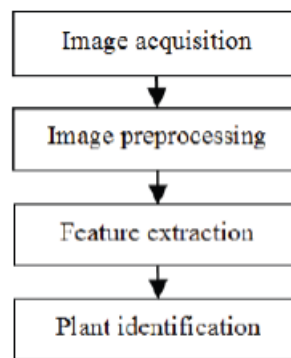 Image acquisition
Image preprocessing
Feature extraction
Plant identification